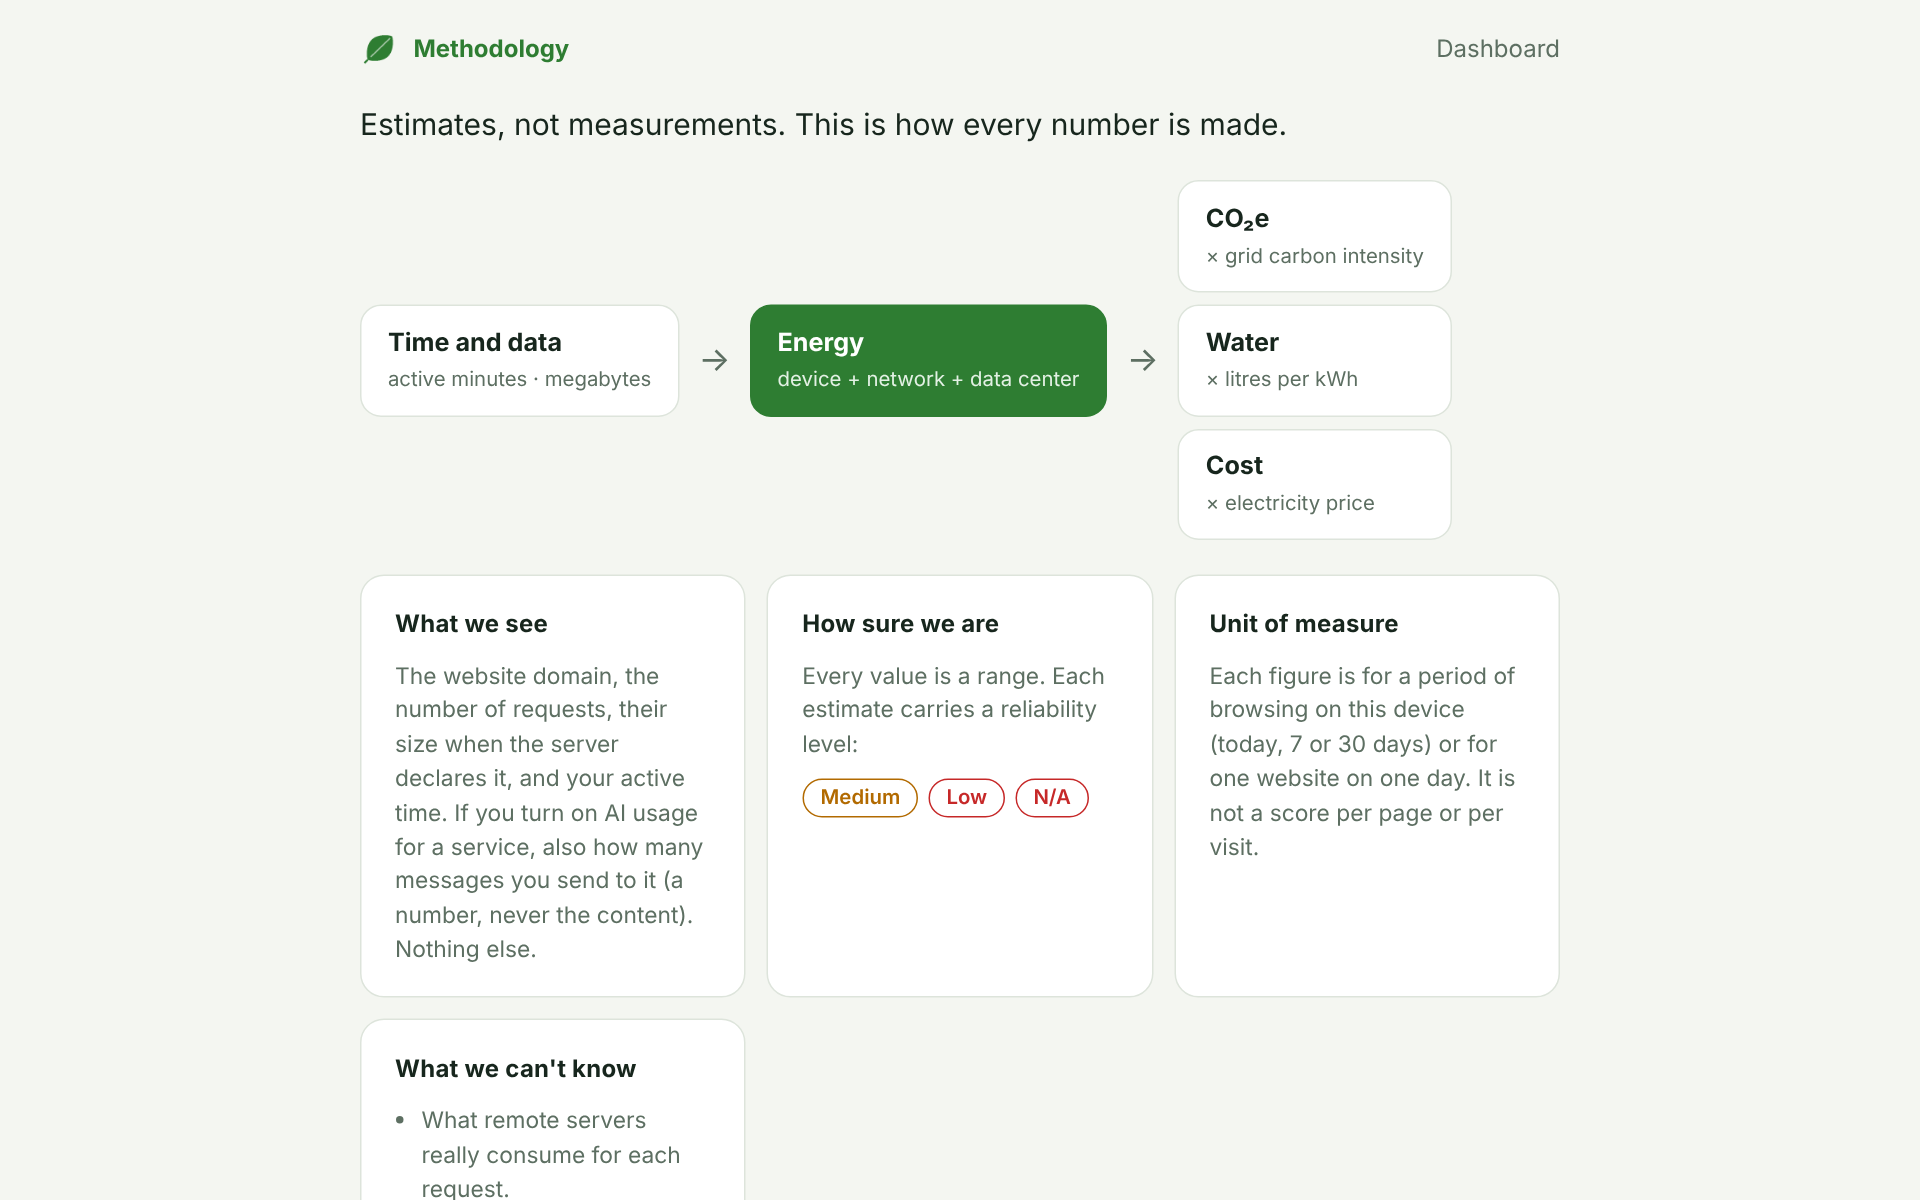 Methodology
Dashboard
Estimates, not measurements. This is how every number is made.
Time and data
active minutes · megabytes
→
Energy
device + network + data center
→
CO₂e
× grid carbon intensity
Water
× litres per kWh
Cost
× electricity price
What we see
The website domain, the
number of requests, their
size when the server
declares it, and your active
time. If you turn on AI usage
for a service, also how many
messages you send to it (a
number, never the content).
Nothing else.
How sure we are
Every value is a range. Each
estimate carries a reliability
level:
Medium
Low
N/A
Unit of measure
Each figure is for a period of
browsing on this device
(today, 7 or 30 days) or for
one website on one day. It is
not a score per page or per
visit.
What we can't know
• What remote servers
really consume for each
request.